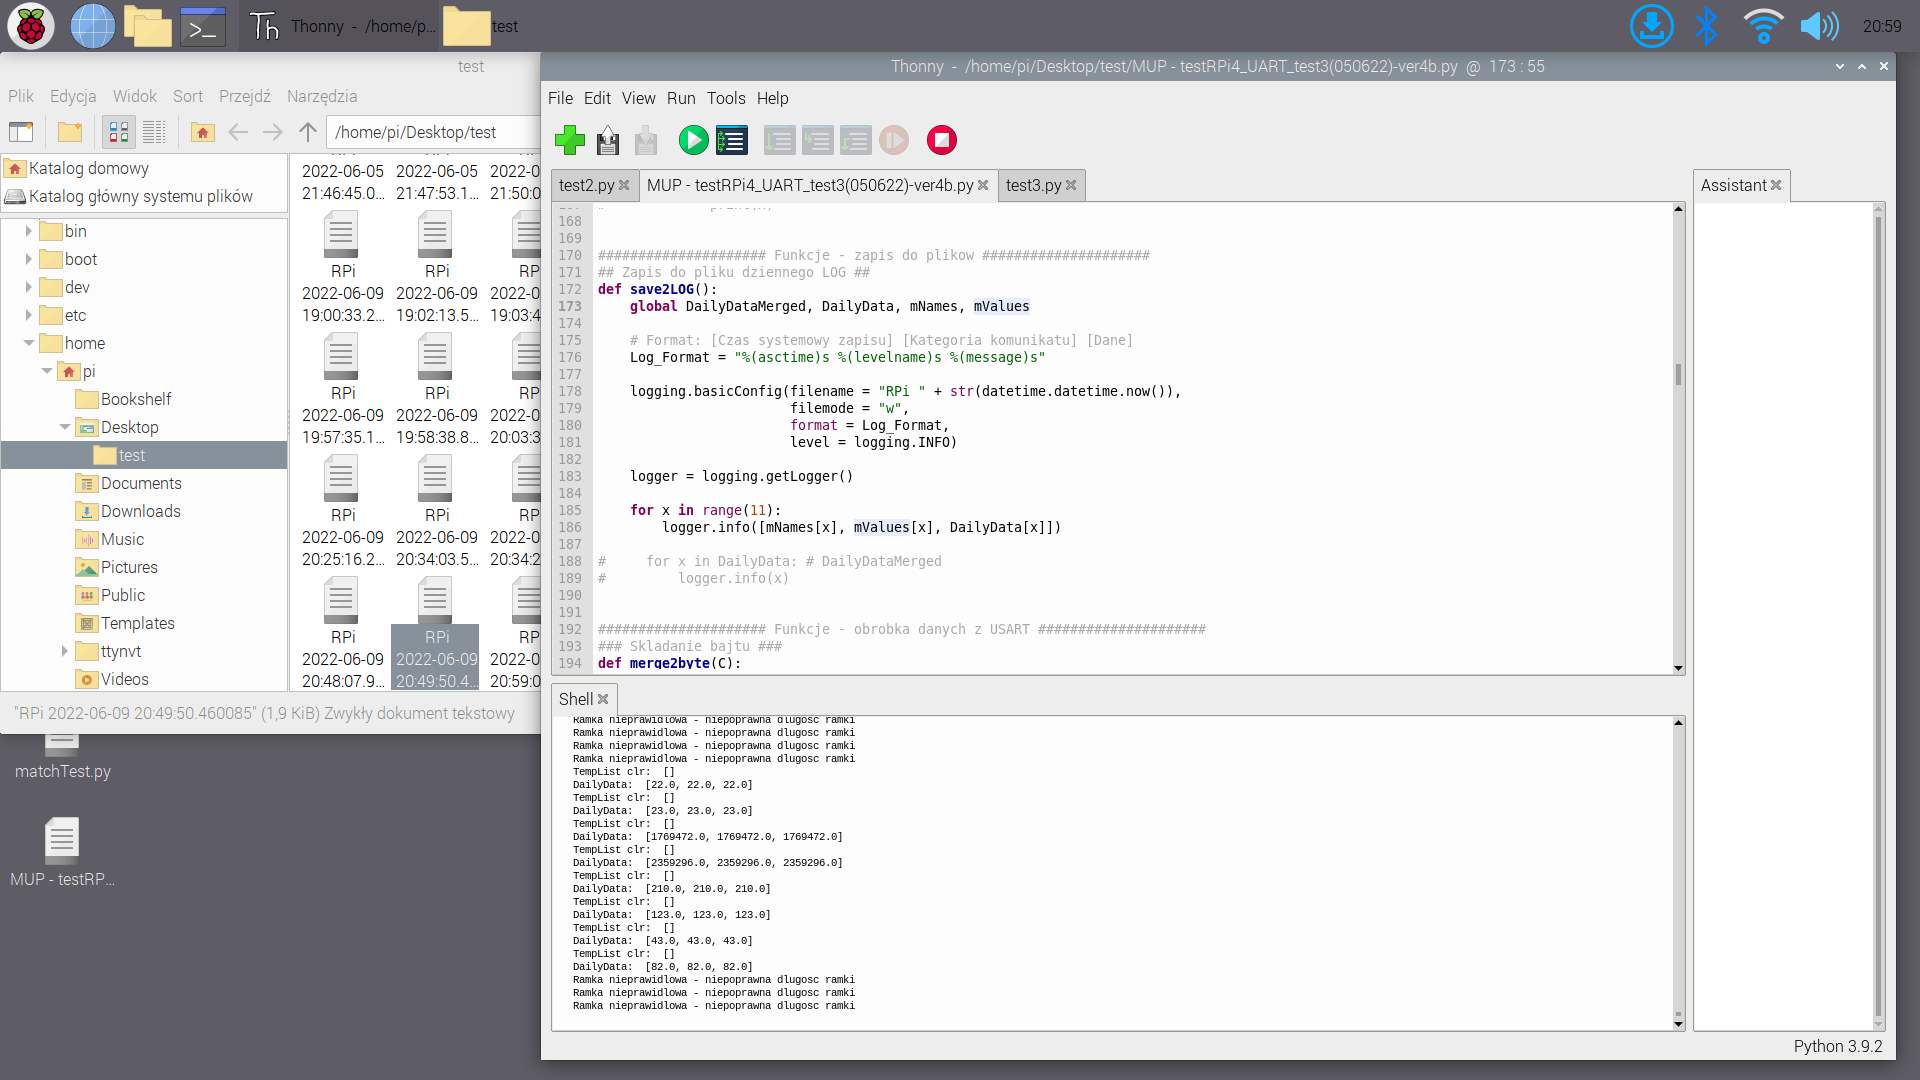 Thonny - /home/p...
test
20:59
test
Plik Edycja Widok Sort Przejdź Narzędzia
/home/pi/Desktop/test
Katalog domowy
Katalog główny systemu plików
bin
boot
dev
etc
home
pi
Bookshelf
Desktop
test
Documents
Downloads
Music
Pictures
Public
Templates
ttynvt
Videos
2022-06-05 2022-06-05 2022-0
21:46:45.0... 21:47:53.1... 21:50:0
RPi RPi RP
2022-06-09 2022-06-09 2022-0
19:00:33.2... 19:02:13.5... 19:03:4
RPi RPi RP
2022-06-09 2022-06-09 2022-0
19:57:35.1... 19:58:38.8... 20:03:3
RPi RPi RP
2022-06-09 2022-06-09 2022-0
20:25:16.2... 20:34:03.5... 20:34:2
RPi RPi RP
2022-06-09 2022-06-09 2022-0
20:48:07.9... 20:49:50.4... 20:59:0
"RPi 2022-06-09 20:49:50.460085" (1,9 KiB) Zwykły dokument tekstowy
matchTest.py
MUP - testRP...
Thonny - /home/pi/Desktop/test/MUP - testRPi4_UART_test3(050622)-ver4b.py @ 173 : 55
File Edit View Run Tools Help
test2.py MUP - testRPi4_UART_test3(050622)-ver4b.py test3.py
168
169
170 ##################### Funkcje - zapis do plikow #####################
171 ## Zapis do pliku dziennego LOG ##
172 def save2LOG():
173     global DailyDataMerged, DailyData, mNames, mValues
174
175     # Format: [Czas systemowy zapisu] [Kategoria komunikatu] [Dane]
176     Log_Format = "%(asctime)s %(levelname)s %(message)s"
177
178     logging.basicConfig(filename = "RPi " + str(datetime.datetime.now()),
179                         filemode = "w",
180                         format = Log_Format,
181                         level = logging.INFO)
182
183     logger = logging.getLogger()
184
185     for x in range(11):
186         logger.info([mNames[x], mValues[x], DailyData[x]])
187
188 #     for x in DailyData: # DailyDataMerged
189 #         logger.info(x)
190
191
192 ##################### Funkcje - obrobka danych z USART #####################
193 ### Skladanie bajtu ###
194 def merge2byte(C):
Shell
Ramka nieprawidlowa - niepoprawna dlugosc ramki
Ramka nieprawidlowa - niepoprawna dlugosc ramki
Ramka nieprawidlowa - niepoprawna dlugosc ramki
Ramka nieprawidlowa - niepoprawna dlugosc ramki
TempList clr:  []
DailyData:  [22.0, 22.0, 22.0]
TempList clr:  []
DailyData:  [23.0, 23.0, 23.0]
TempList clr:  []
DailyData:  [1769472.0, 1769472.0, 1769472.0]
TempList clr:  []
DailyData:  [2359296.0, 2359296.0, 2359296.0]
TempList clr:  []
DailyData:  [210.0, 210.0, 210.0]
TempList clr:  []
DailyData:  [123.0, 123.0, 123.0]
TempList clr:  []
DailyData:  [43.0, 43.0, 43.0]
TempList clr:  []
DailyData:  [82.0, 82.0, 82.0]
Ramka nieprawidlowa - niepoprawna dlugosc ramki
Ramka nieprawidlowa - niepoprawna dlugosc ramki
Ramka nieprawidlowa - niepoprawna dlugosc ramki
Assistant
Python 3.9.2